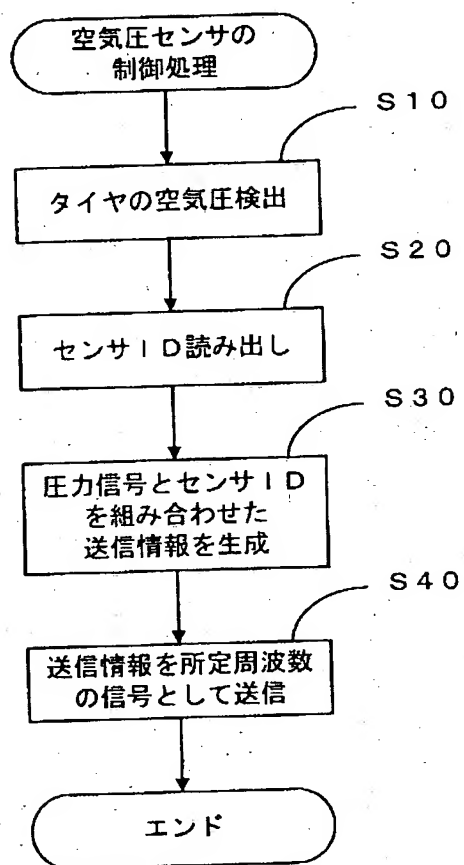 空気圧センサの
制御処理
S10
タイヤの空気圧検出
S20
センサID読み出し
S30
圧力信号とセンサID
を組み合わせた
送信情報を生成
S40
送信情報を所定周波数
の信号として送信
エンド